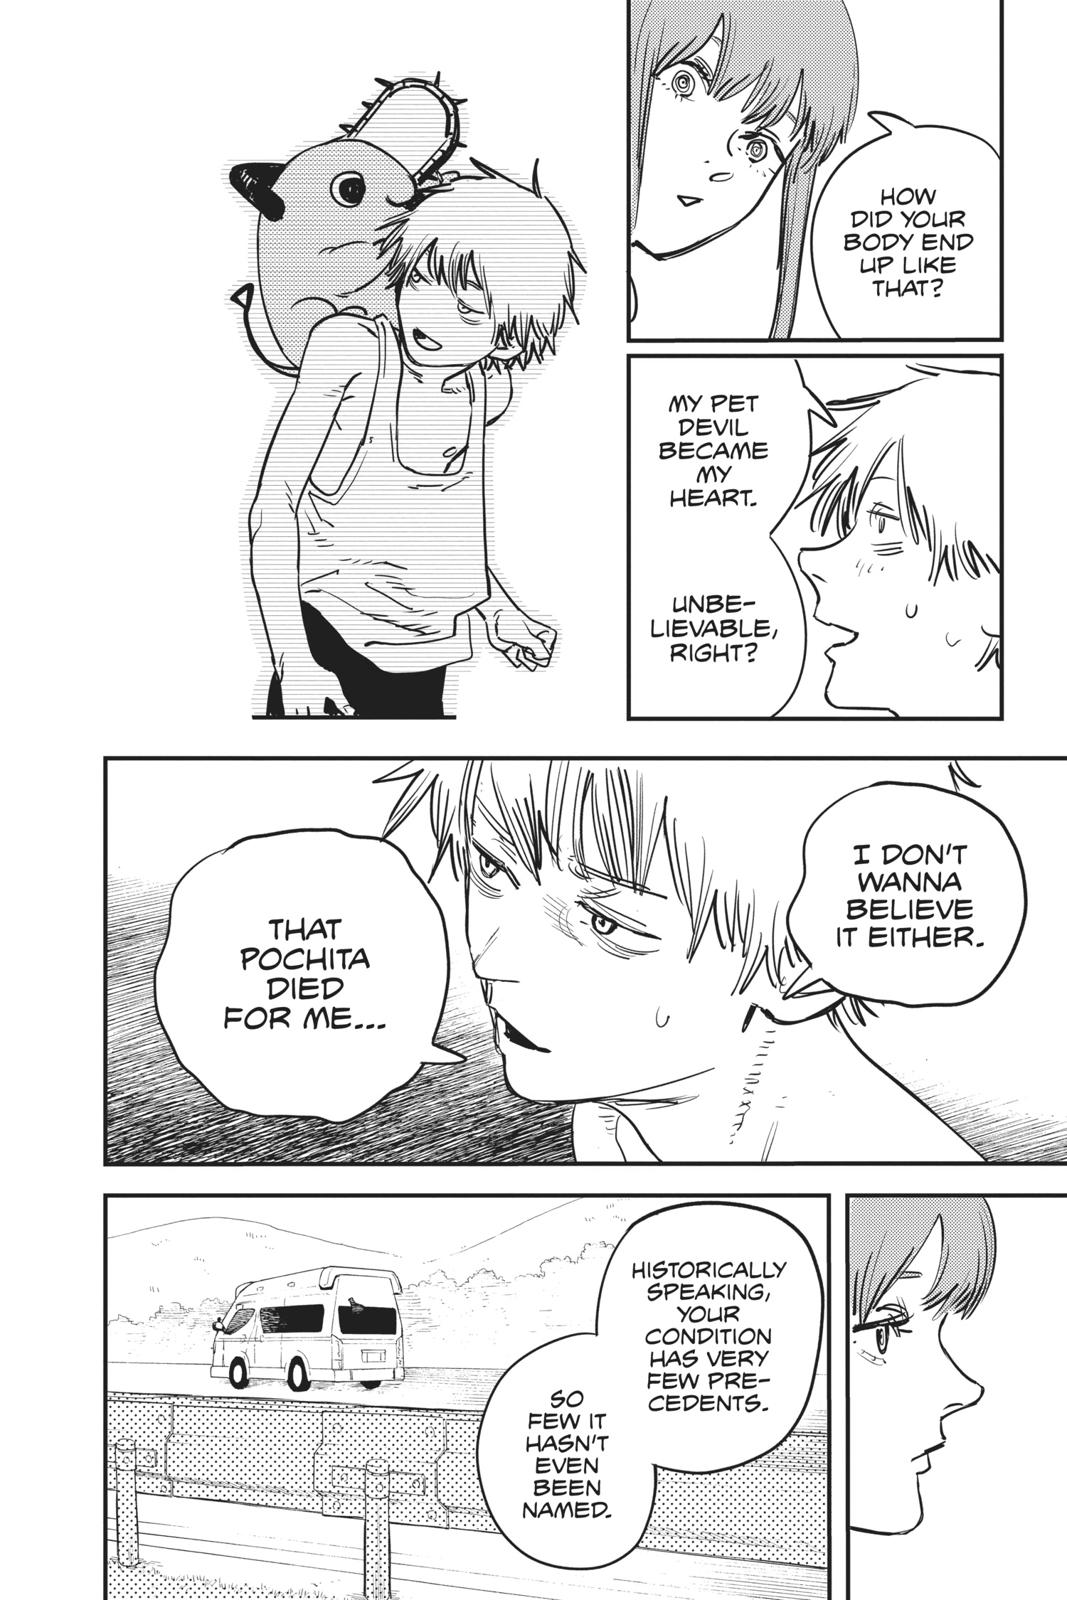 HOW
DID YOUR
BODY END
UP LIKE
THAT?
MY PET
DEVIL
BECAME
MY
HEART.
UNBE-
LIEVABLE,
RIGHT?
I DON'T
WANNA
BELIEVE
IT EITHER.
THAT
POCHITA
DIED
FOR ME...
HISTORICALLY
SPEAKING,
YOUR
CONDITION
HAS VERY
FEW PRE-
CEDENTS.
SO
FEW IT
HASN'T
EVEN
BEEN
NAMED.